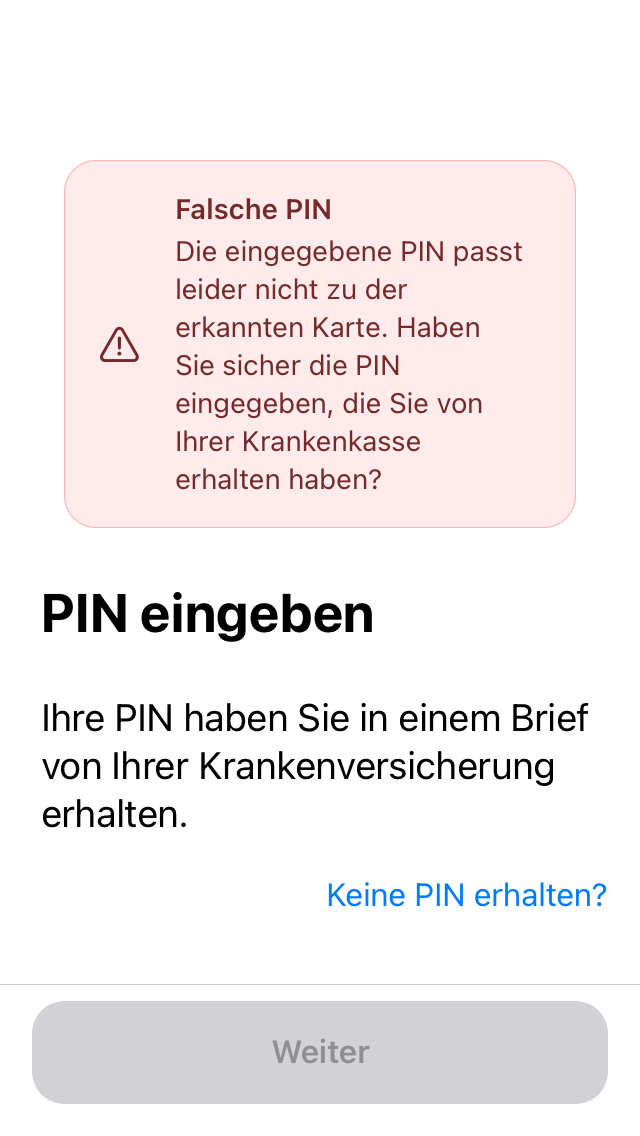 Falsche PIN
Die eingegebene PIN passt
leider nicht zu der
erkannten Karte. Haben
Sie sicher die PIN
eingegeben, die Sie von
Ihrer Krankenkasse
erhalten haben?
PIN eingeben
Ihre PIN haben Sie in einem Brief
von Ihrer Krankenversicherung
erhalten.
Keine PIN erhalten?
Weiter